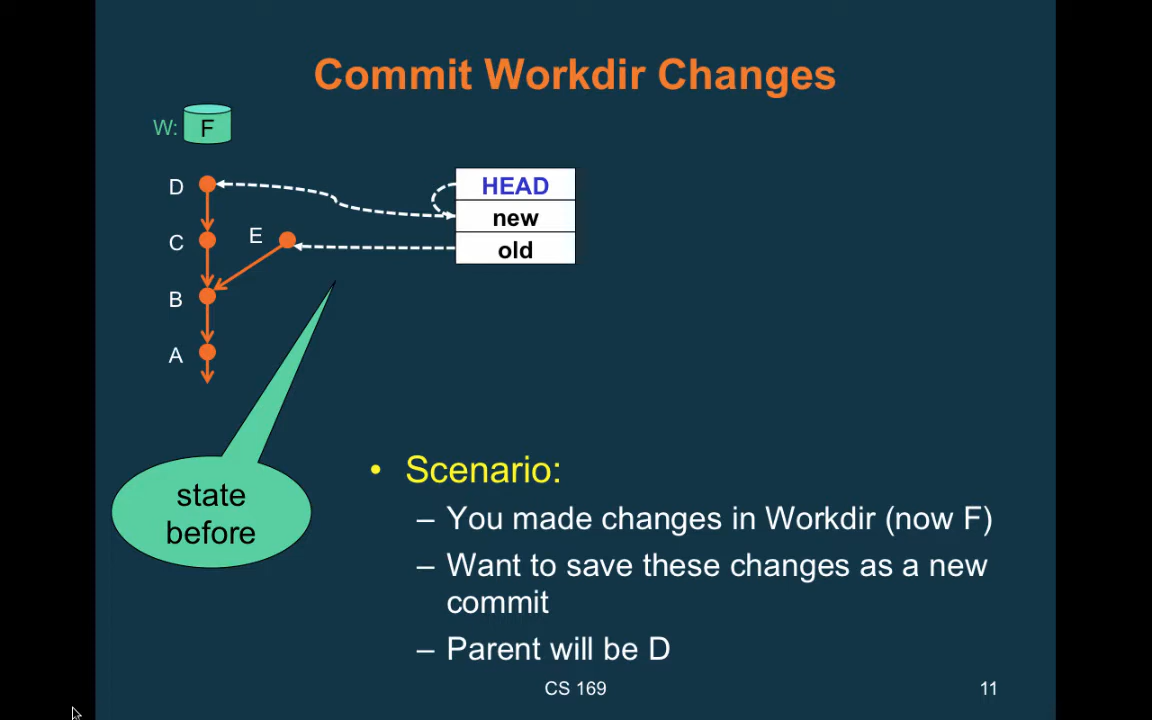 Commit Workdir Changes
W: F
D
HEAD
new
C
E
old
B
A
state
before
• Scenario:
– You made changes in Workdir (now F)
– Want to save these changes as a new
commit
– Parent will be D
CS 169
11